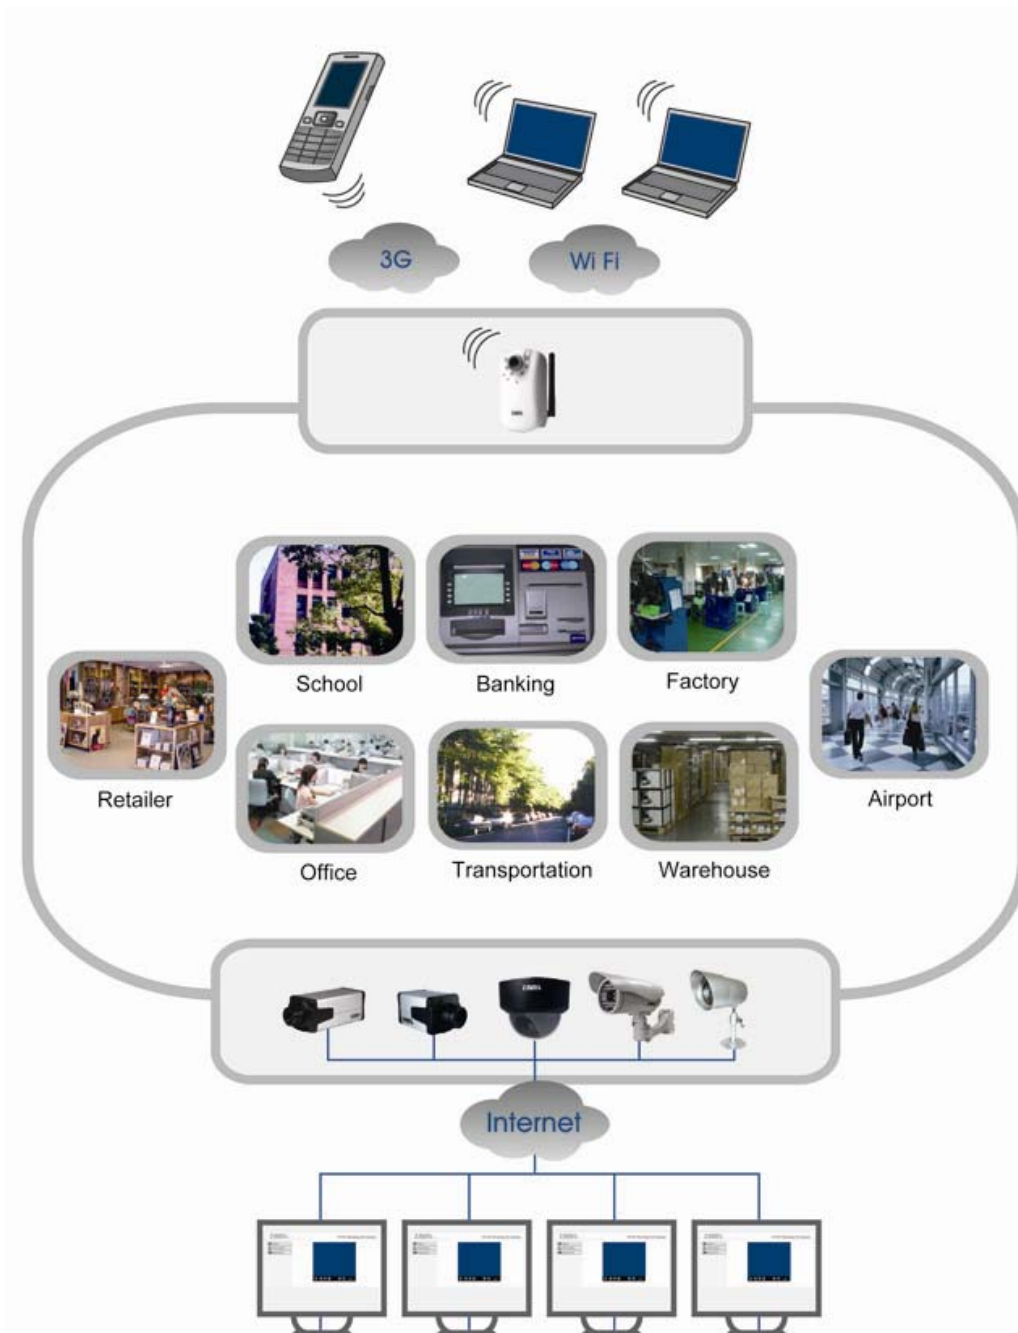 3G
Wi Fi
School
Banking
Factory
Retailer
Airport
Office
Transportation
Warehouse
Internet